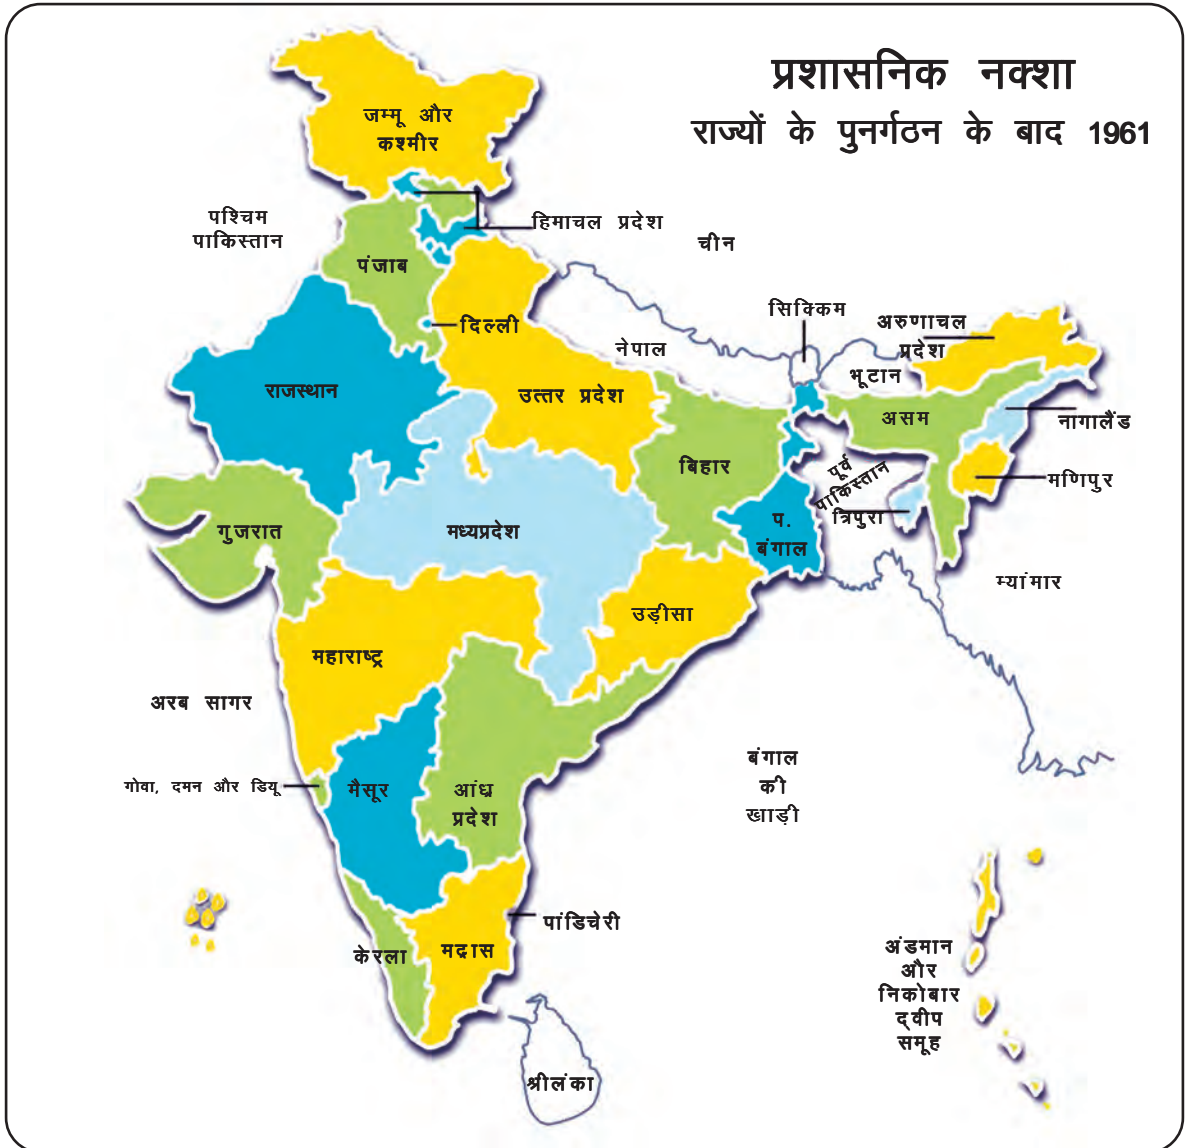 प्रशासनिक नक्शा
राज्यों के पुनर्गठन के बाद 1961
जम्मू और
कश्मीर
पश्चिम
पाकिस्तान
हिमाचल प्रदेश
चीन
पंजाब
दिल्ली
सिक्किम
अरुणाचल
प्रदेश
नेपाल
भूटान
राजस्थान
उत्तर प्रदेश
असम
नागालैंड
बिहार
पूर्व
पाकिस्तान
मणिपुर
त्रिपुरा
गुजरात
मध्यप्रदेश
प.
बंगाल
म्यांमार
उड़ीसा
महाराष्ट्र
अरब सागर
बंगाल
की
खाड़ी
गोवा, दमन और डियू
मैसूर
आंध्र
प्रदेश
पांडिचेरी
केरला
मद्रास
अंडमान
और
निकोबार
द्वीप
समूह
श्रीलंका